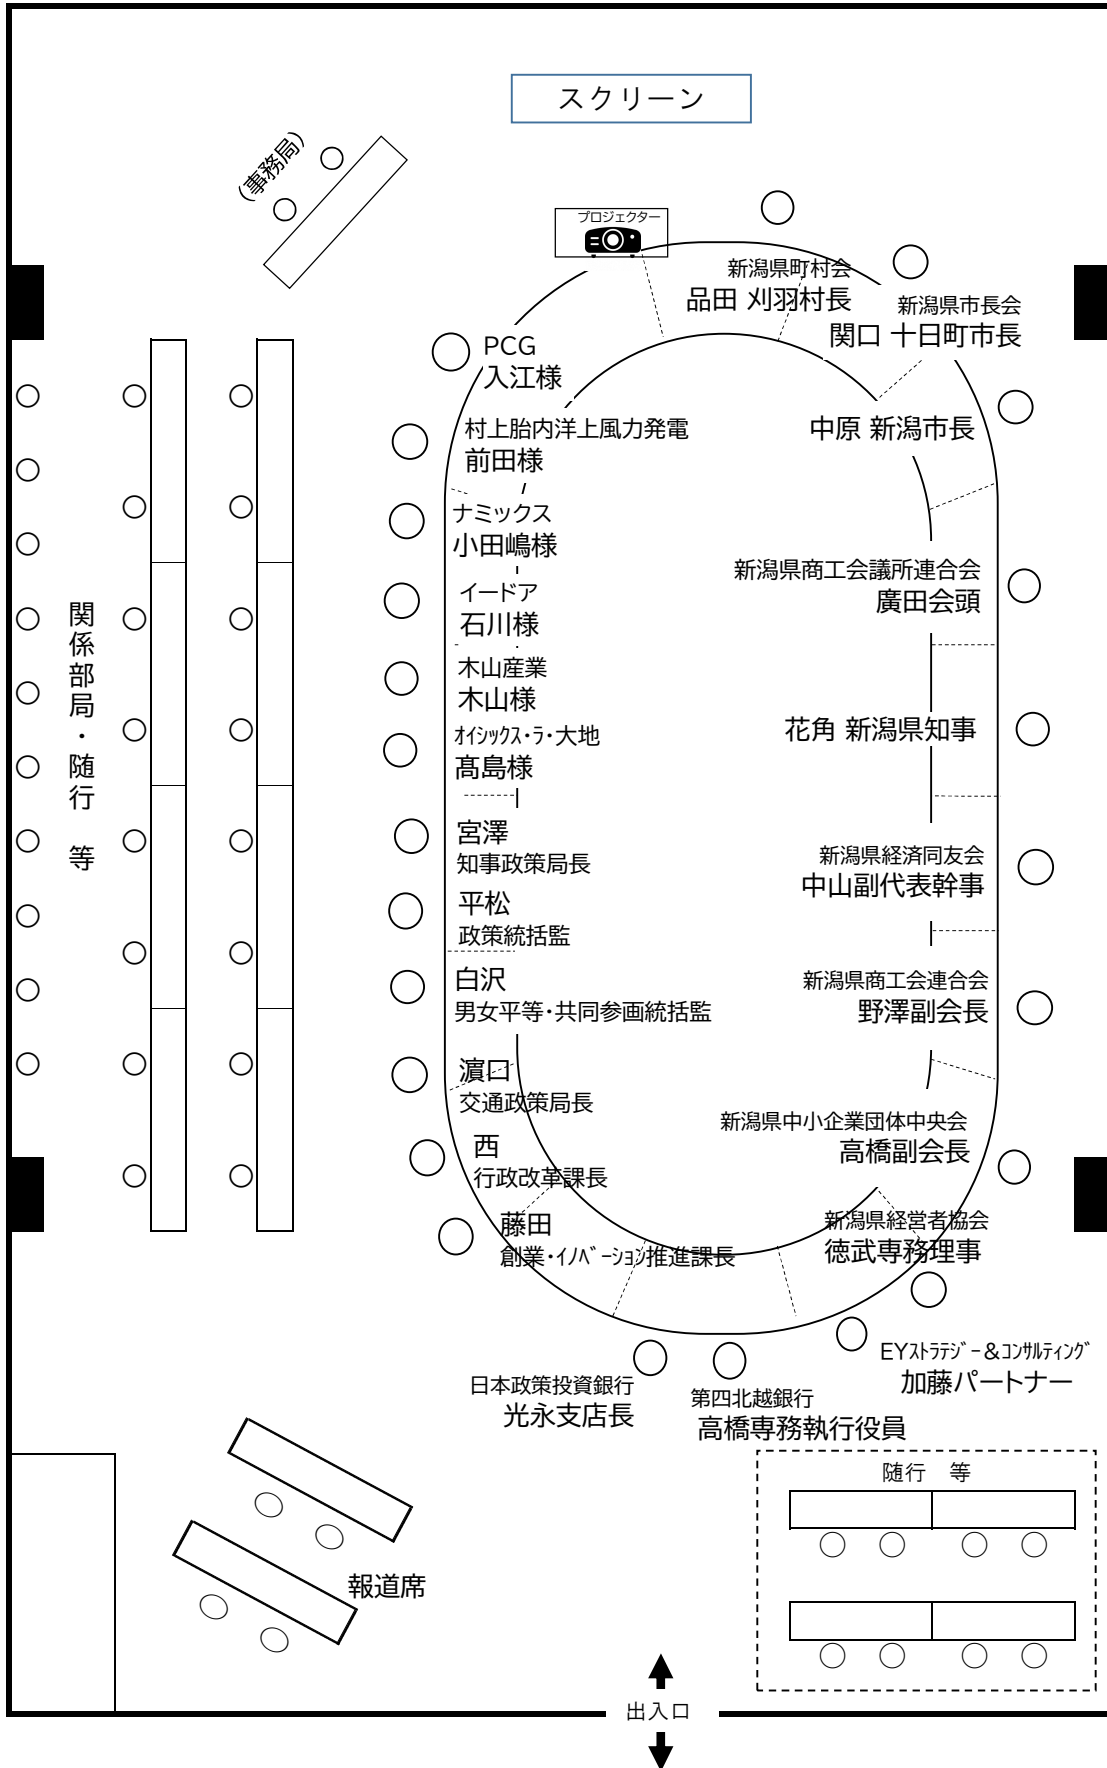 スクリーン
(事務局)
プロジェクター
新潟県町村会
品田 刈羽村長
新潟県市長会
関口 十日町市長
PCG
入江様
中原 新潟市長
村上胎内洋上風力発電
前田様
ナミックス
小田嶋様
新潟県商工会議所連合会
廣田会頭
イードア
石川様
木山産業
木山様
花角 新潟県知事
オイシックス・ラ・大地
髙島様
宮澤
知事政策局長
新潟県経済同友会
中山副代表幹事
平松
政策統括監
白沢
男女平等・共同参画統括監
新潟県商工会連合会
野澤副会長
濵口
交通政策局長
新潟県中小企業団体中央会
高橋副会長
西
行政改革課長
藤田
創業・イノベーション推進課長
新潟県経営者協会
徳武専務理事
関係部局・随行 等
EYストラテジー&コンサルティング
加藤パートナー
日本政策投資銀行
光永支店長
第四北越銀行
高橋専務執行役員
随行 等
報道席
出入口